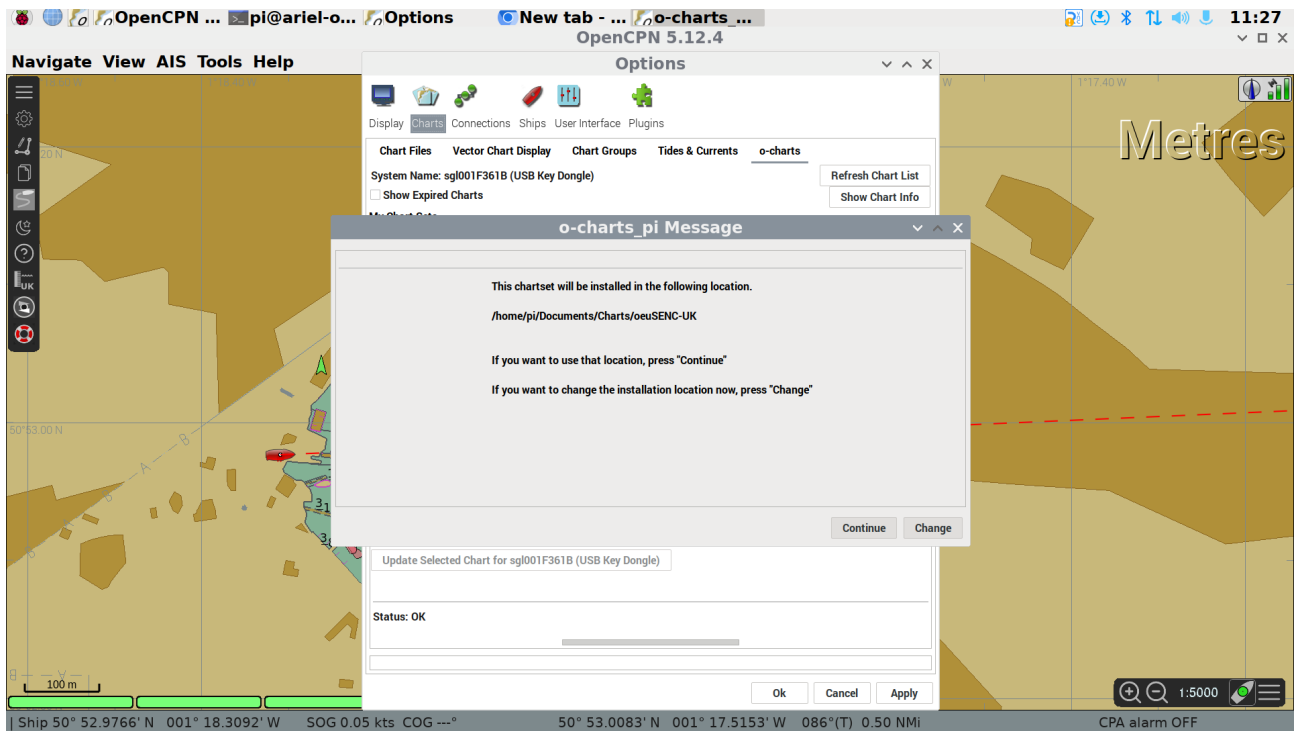 OpenCPN ... pi@ariel-o... Options New tab - ... o-charts_... 11:27
OpenCPN 5.12.4
Navigate View AIS Tools Help
Options
Display Charts Connections Ships User Interface Plugins
Chart Files Vector Chart Display Chart Groups Tides & Currents o-charts
System Name: sgl001F361B (USB Key Dongle) Refresh Chart List
Show Expired Charts Show Chart Info
1°17.40 W
W
20 N
Metres
UK
o-charts_pi Message
This chartset will be installed in the following location.
/home/pi/Documents/Charts/oeuSENC-UK
If you want to use that location, press "Continue"
If you want to change the installation location now, press "Change"
Continue Change
50°53.00 N
B
A
B
3
1
3
Update Selected Chart for sgl001F361B (USB Key Dongle)
Status: OK
100 m
Ok Cancel Apply
1:5000
| Ship 50° 52.9766' N 001° 18.3092' W SOG 0.05 kts COG ---° 50° 53.0083' N 001° 17.5153' W 086°(T) 0.50 NMi CPA alarm OFF